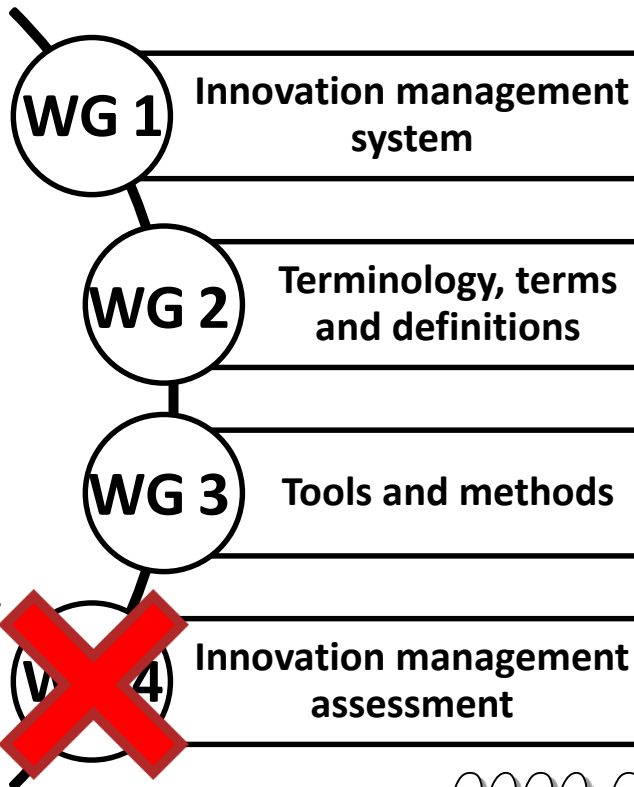 WG 1
Innovation management
system
WG 2
Terminology, terms
and definitions
WG 3
Tools and methods
4
Innovation management
assessment